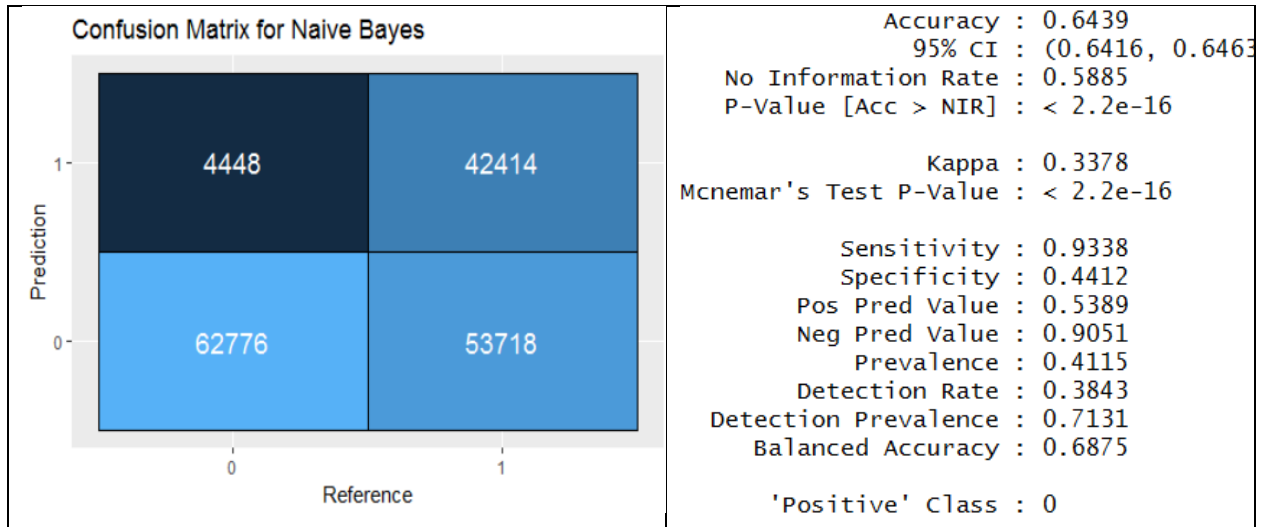 Confusion Matrix for Naive Bayes
Prediction
1
4448 42414
0
62776 53718
0 1
Reference
Accuracy : 0.6439
95% CI : (0.6416, 0.6463
No Information Rate : 0.5885
P-Value [Acc > NIR] : < 2.2e-16
Kappa : 0.3378
Mcnemar's Test P-Value : < 2.2e-16
Sensitivity : 0.9338
Specificity : 0.4412
Pos Pred Value : 0.5389
Neg Pred Value : 0.9051
Prevalence : 0.4115
Detection Rate : 0.3843
Detection Prevalence : 0.7131
Balanced Accuracy : 0.6875
'Positive' Class : 0